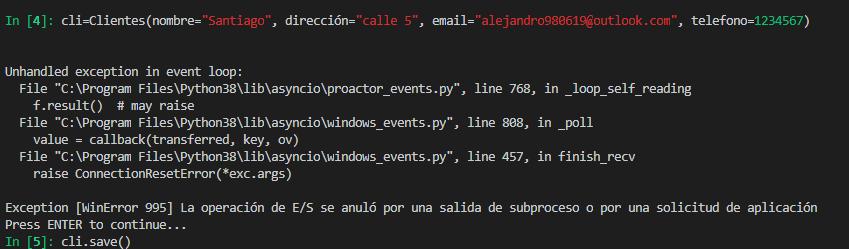 In [4]: cli=Clientes(nombre="Santiago", dirección="calle 5", email="alejandro980619@outlook.com", telefono=1234567)
Unhandled exception in event loop:
  File "C:\Program Files\Python38\lib\asyncio\proactor_events.py", line 768, in _loop_self_reading
    f.result()  # may raise
  File "C:\Program Files\Python38\lib\asyncio\windows_events.py", line 808, in _poll
    value = callback(transferred, key, ov)
  File "C:\Program Files\Python38\lib\asyncio\windows_events.py", line 457, in finish_recv
    raise ConnectionResetError(*exc.args)
Exception [WinError 995] La operación de E/S se anuló por una salida de subproceso o por una solicitud de aplicación
Press ENTER to continue...
In [5]: cli.save()